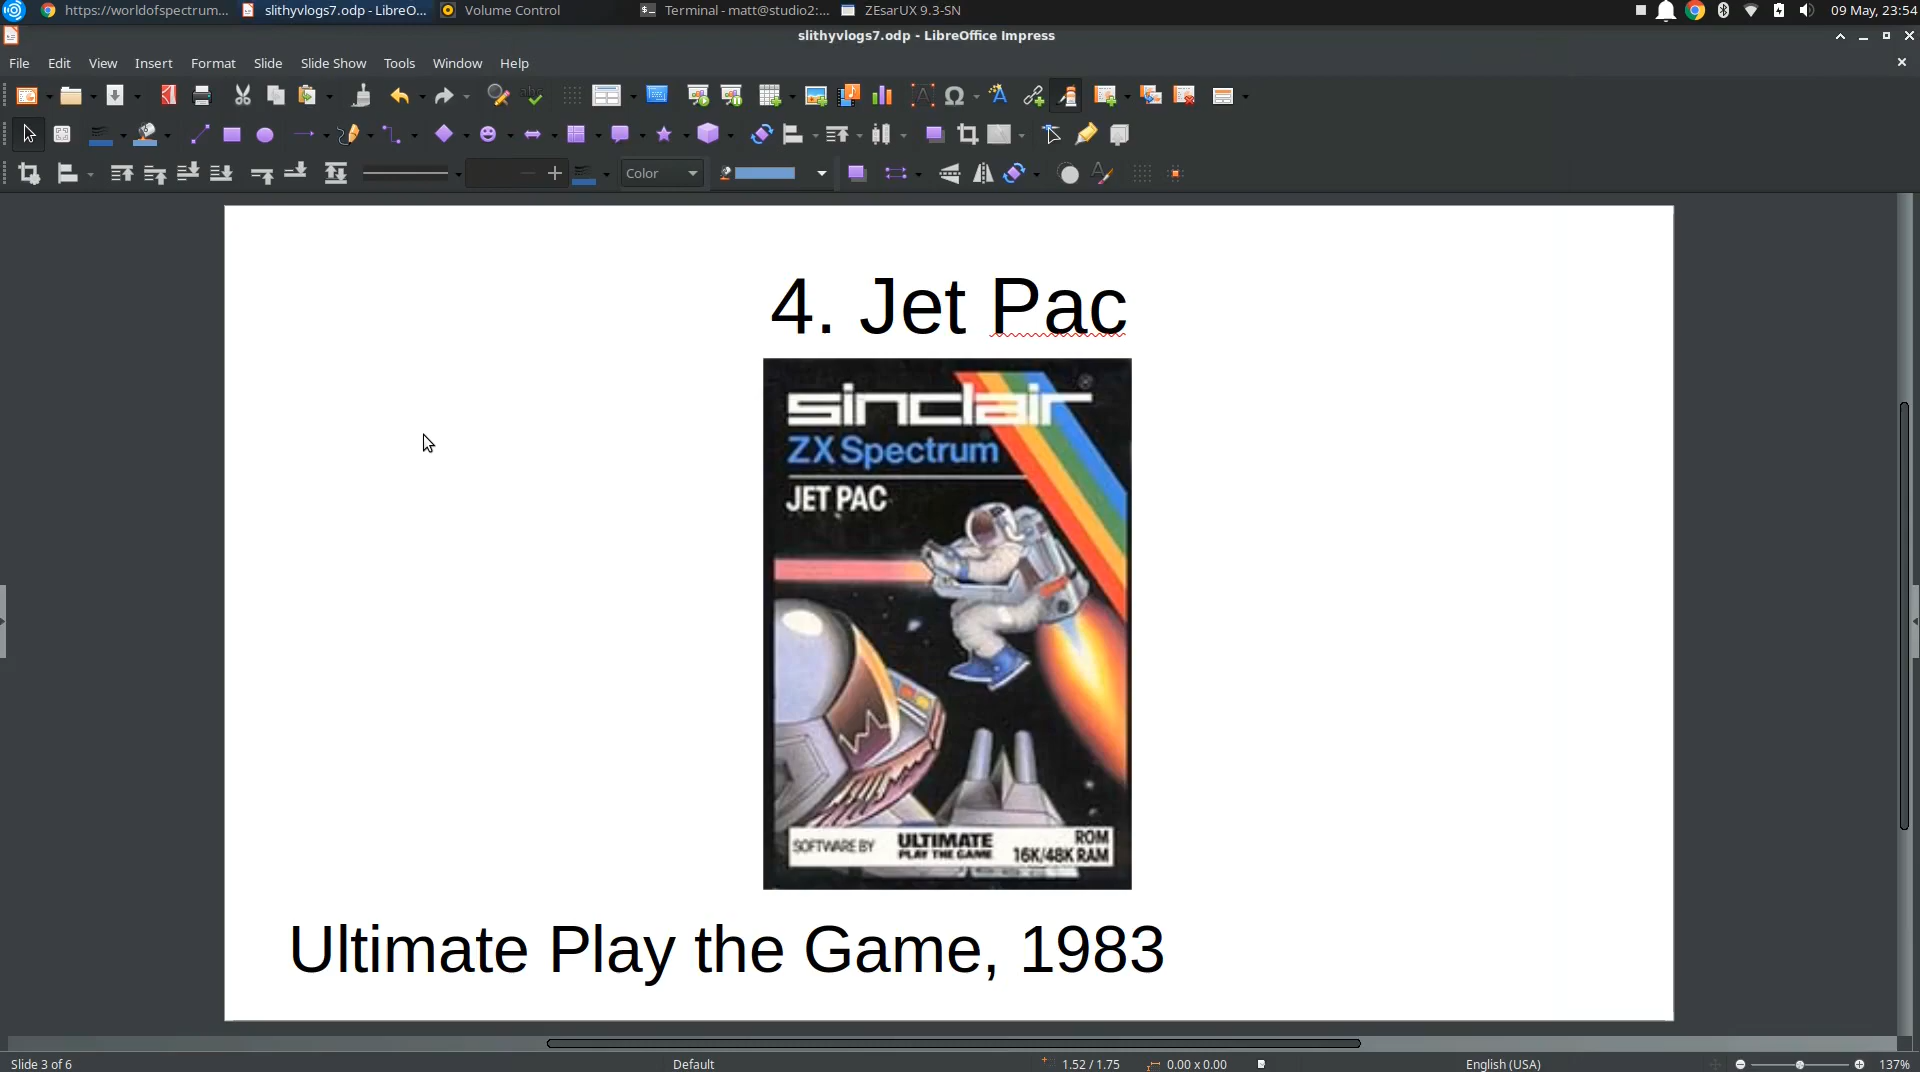 https://worldofspectrum... slithyvlogs7.odp - LibreO... Volume Control Terminal - matt@studio2:... ZEsarUX 9.3-SN 09 May, 23:54
slithyvlogs7.odp - LibreOffice Impress
File Edit View Insert Format Slide Slide Show Tools Window Help
Color
4. Jet Pac
sinclair
ZX Spectrum
JET PAC
SOFTWARE BY ULTIMATE PLAY THE GAME ROM 16K/48K RAM
Ultimate Play the Game, 1983
Slide 3 of 6 Default 1.52 / 1.75 0.00 x 0.00 English (USA) 137%